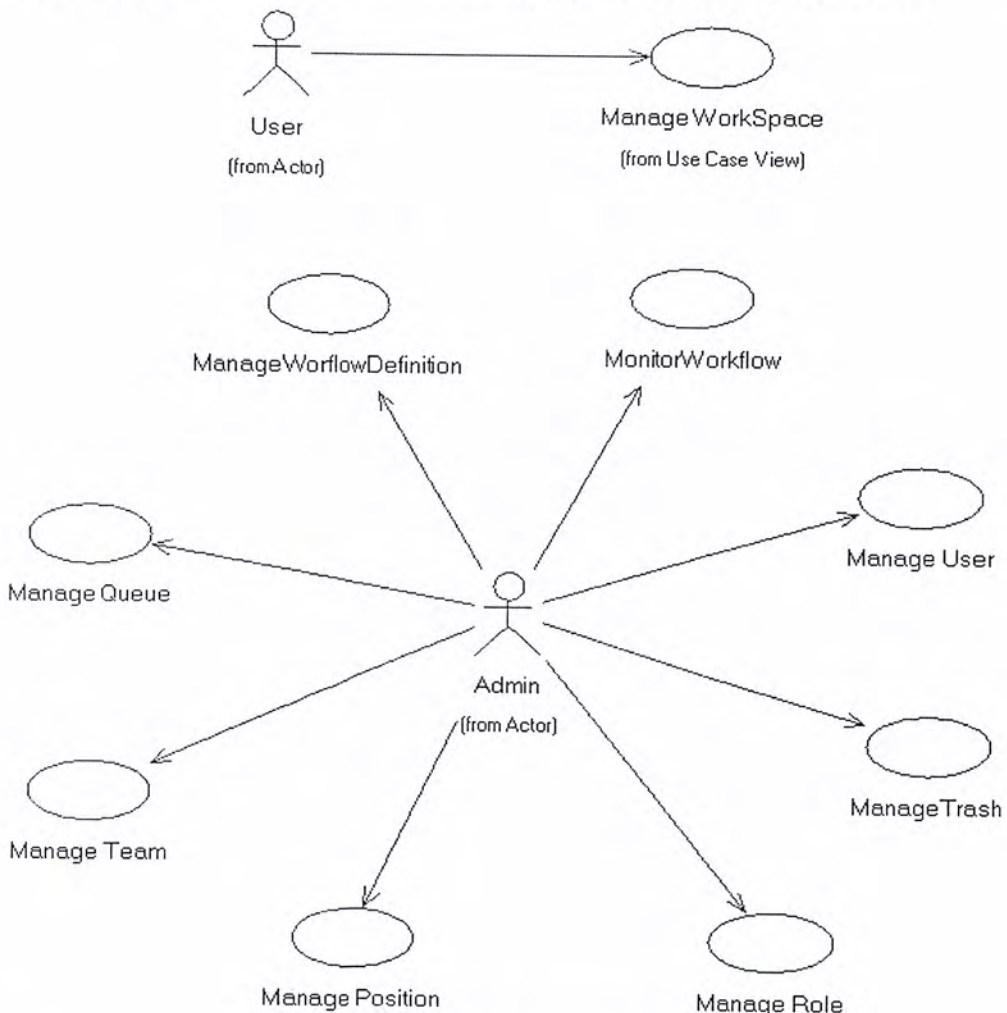 User
(from Actor)
Manage WorkSpace
(from Use Case View)
ManageWorflowDefinition
MonitorWorkflow
Manage User
Manage Queue
Admin
(from Actor)
ManageTrash
Manage Team
Manage Position
Manage Role